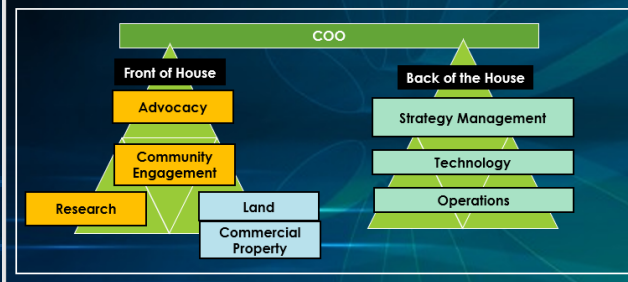 COO
Front of House
Advocacy
Community
Engagement
Research
Land
Commercial
Property
Back of the House
Strategy Management
Technology
Operations